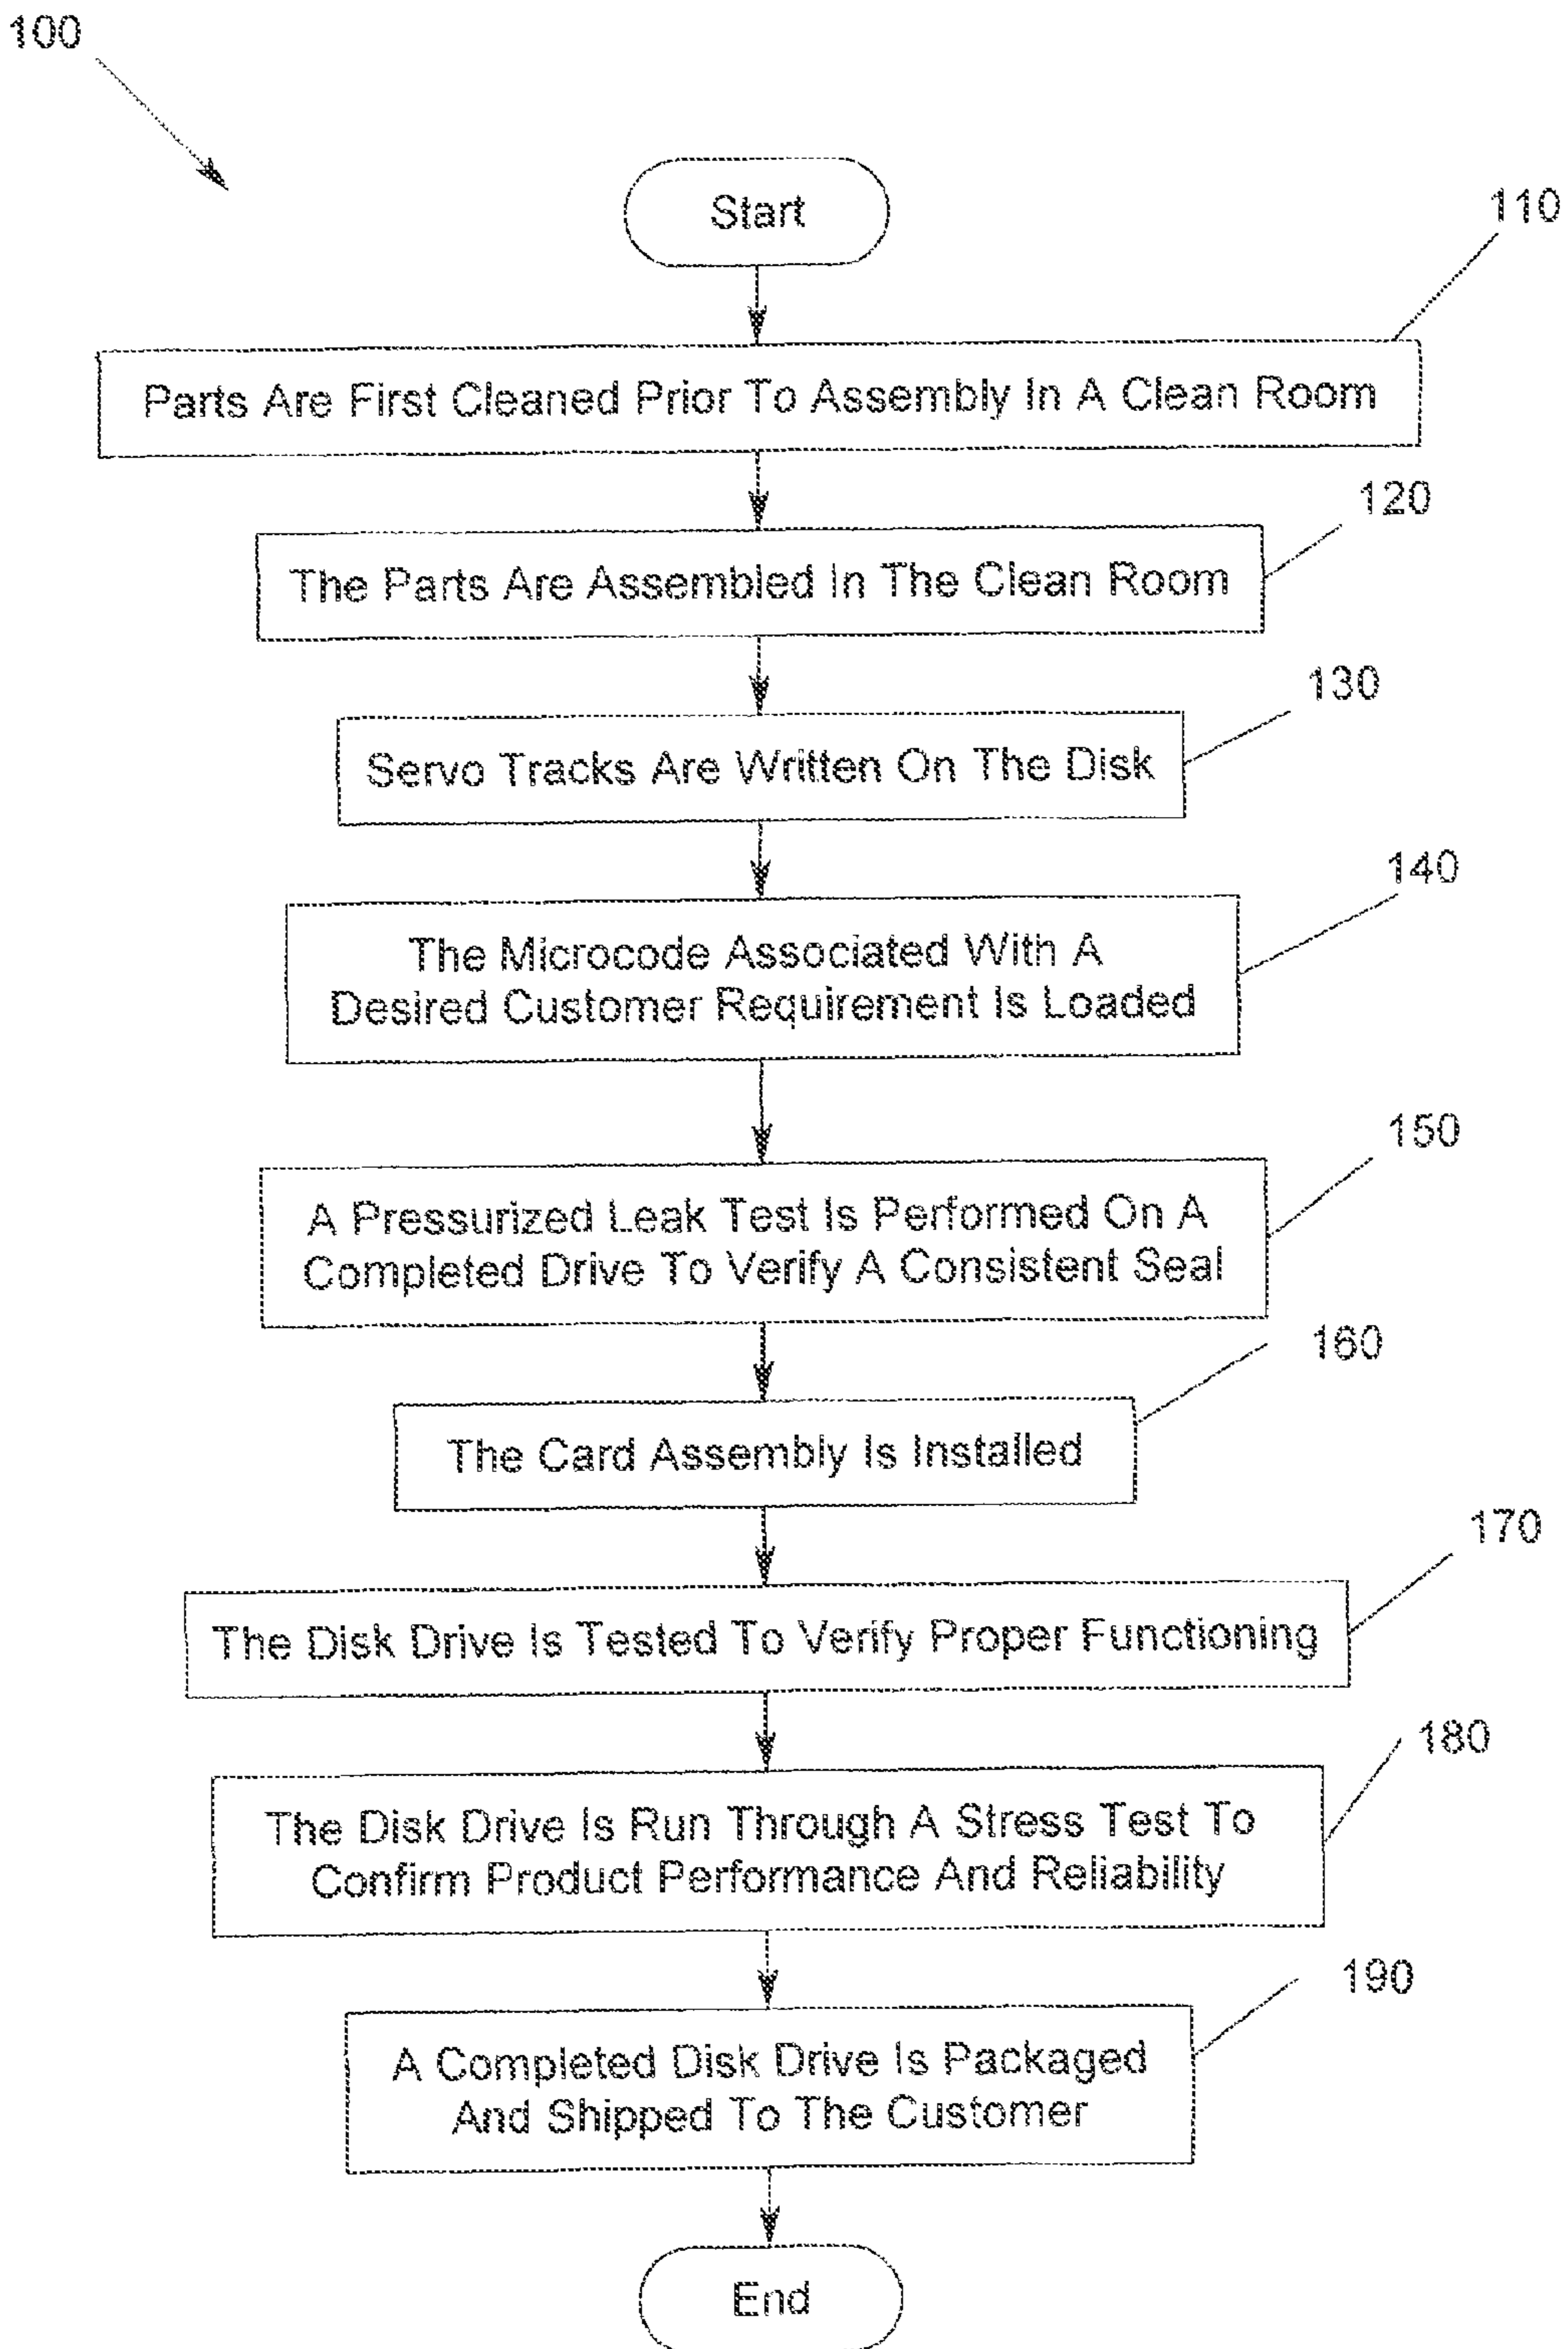 100
Start
110
Parts Are First Cleaned Prior To Assembly In A Clean Room
120
The Parts Are Assembled In The Clean Room
130
Servo Tracks Are Written On The Disk
140
The Microcode Associated With A
Desired Customer Requirement Is Loaded
150
A Pressurized Leak Test Is Performed On A
Completed Drive To Verify A Consistent Seal
160
The Card Assembly Is Installed
170
The Disk Drive Is Tested To Verify Proper Functioning
180
The Disk Drive Is Run Through A Stress Test To
Confirm Product Performance And Reliability
190
A Completed Disk Drive Is Packaged
And Shipped To The Customer
End